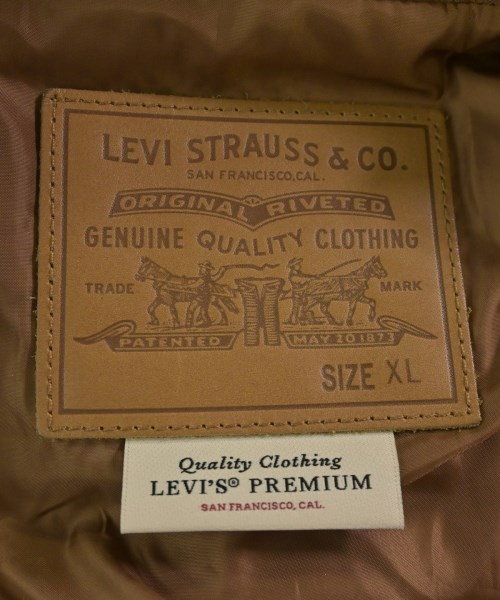 LEVI STRAUSS & CO.
SAN FRANCISCO, CAL.
ORIGINAL RIVETED
GENUINE QUALITY CLOTHING
TRADE MARK
PATENTED MAY 20 1873
SIZE XL
Quality Clothing
LEVI'S® PREMIUM
SAN FRANCISCO, CAL.